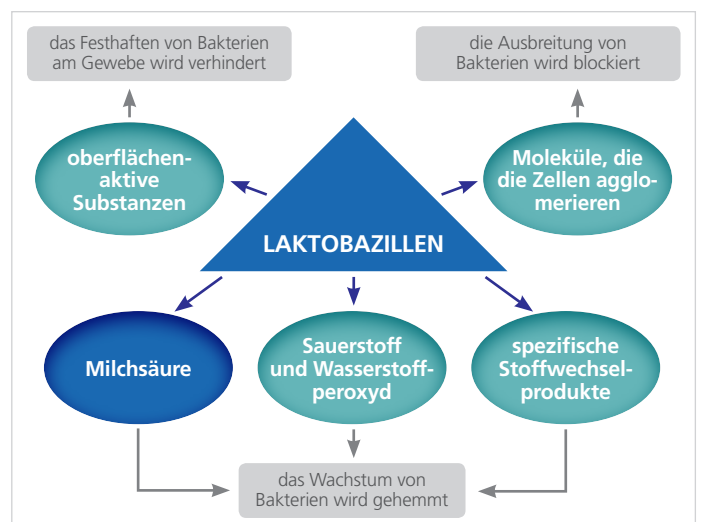 das Festhaften von Bakterien
am Gewebe wird verhindert
die Ausbreitung von
Bakterien wird blockiert
oberflächen-
aktive
Substanzen
Moleküle, die
die Zellen agglo-
merieren
LAKTOBAZILLEN
Milchsäure
Sauerstoff
und Wasserstoff-
peroxyd
spezifische
Stoffwechsel-
produkte
das Wachstum von
Bakterien wird gehemmt